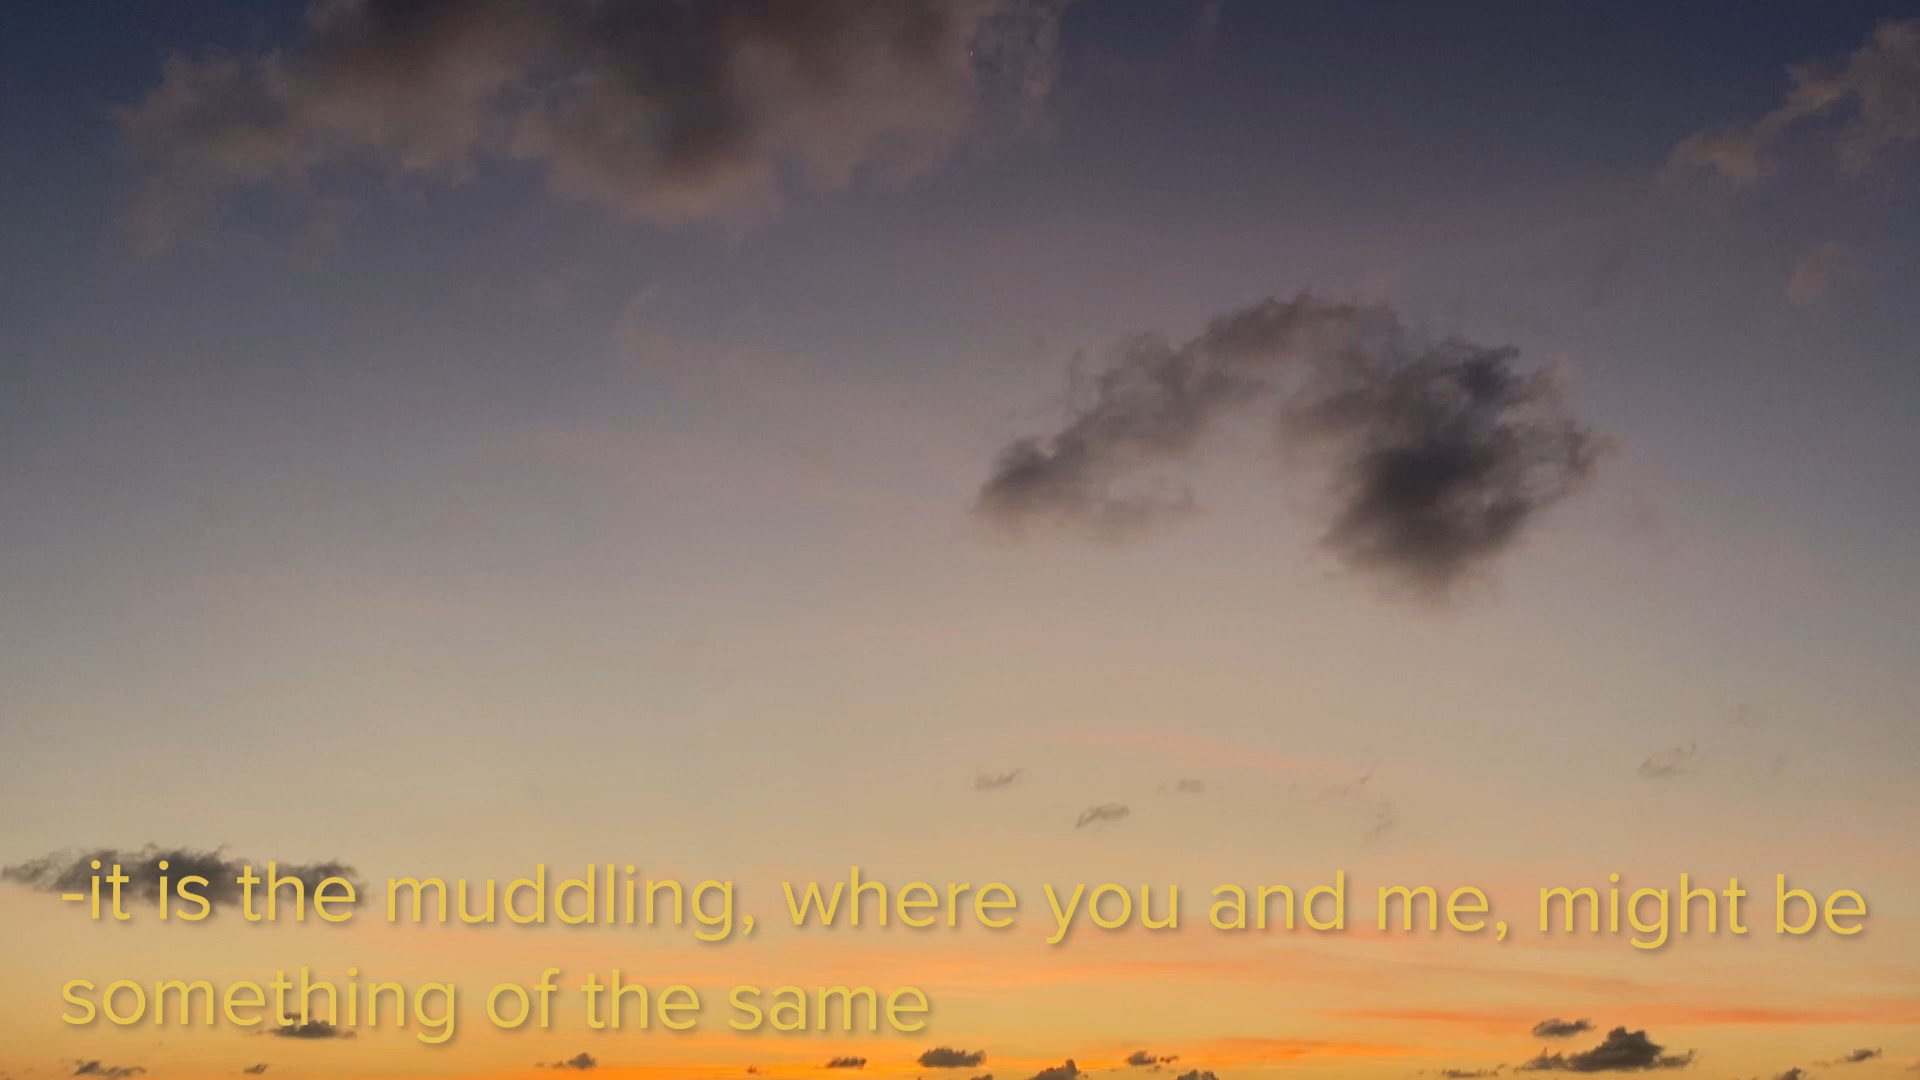 -it is the muddling, where you and me, might be
something of the same